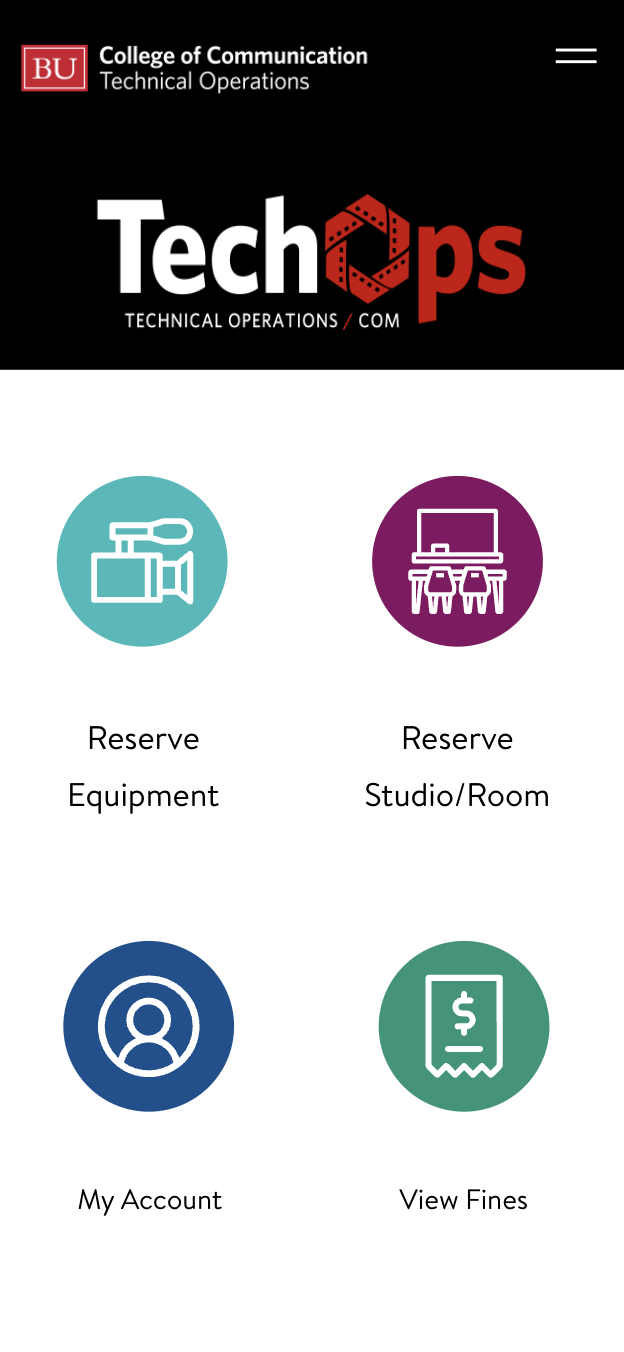 BU
College of Communication
Technical Operations
TechOps
TECHNICAL OPERATIONS / COM
Reserve
Equipment
Reserve
Studio/Room
$
My Account
View Fines